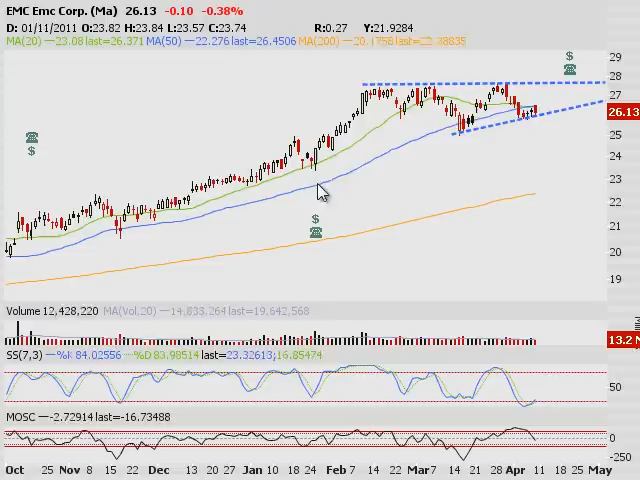 EMC Emc Corp. (Ma) 26.13 -0.10 -0.38%
D: 01/11/2011 O:23.82 H:23.84 L:23.57 C:23.74 R:0.27 Y:21.9284
MA(20) —23.08 last=26.371 MA(50) —22.276 last=26.4506 MA(200)
29
$
28
27
26.13
25
$
24
23
22
$
21
20
19
Volume 12,428,220 MA(Vol,20) —14,833,264 last=19,642,568
13.2
SS(7,3) —%K 84.02556 —%D 83.98514 last=23.32613;16.85474
50
MOSC —-2.72914 last=-16.73488
0
-250
Oct 18 25 Nov 8 15 22 Dec 13 20 27 Jan 10 18 24 Feb 7 14 22 Mar 7 14 21 28 Apr 11 18 25 May